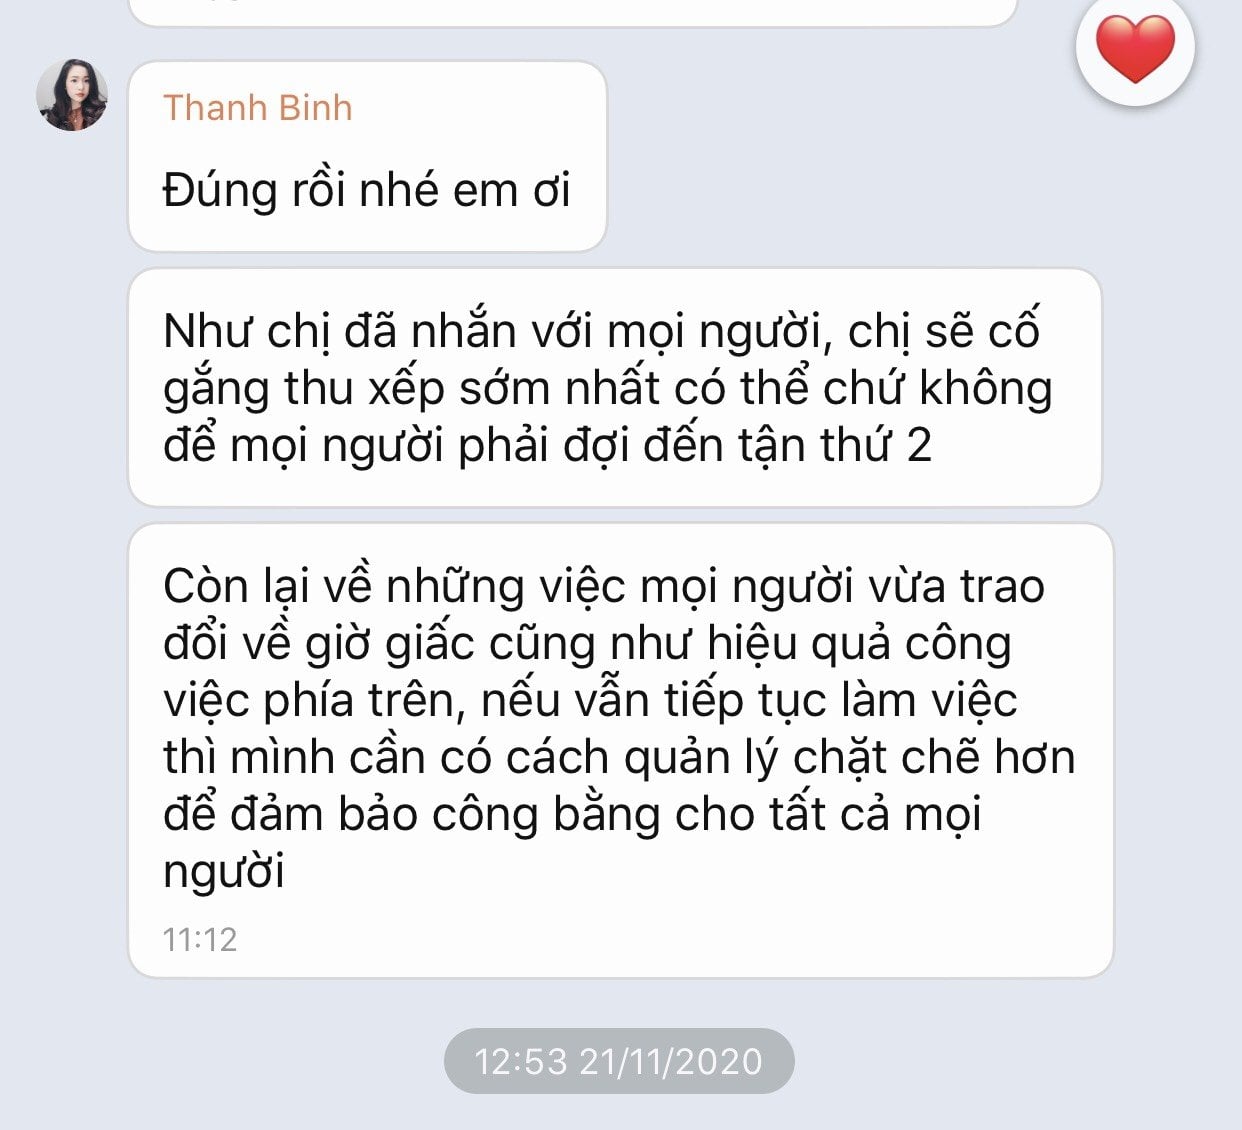 Thanh Binh
Đúng rồi nhé em ơi
Như chị đã nhắn với mọi người, chị sẽ cố
gắng thu xếp sớm nhất có thể chứ không
để mọi người phải đợi đến tận thứ 2
Còn lại về những việc mọi người vừa trao
đổi về giờ giấc cũng như hiệu quả công
việc phía trên, nếu vẫn tiếp tục làm việc
thì mình cần có cách quản lý chặt chẽ hơn
để đảm bảo công bằng cho tất cả mọi
người
11:12
12:53 21/11/2020